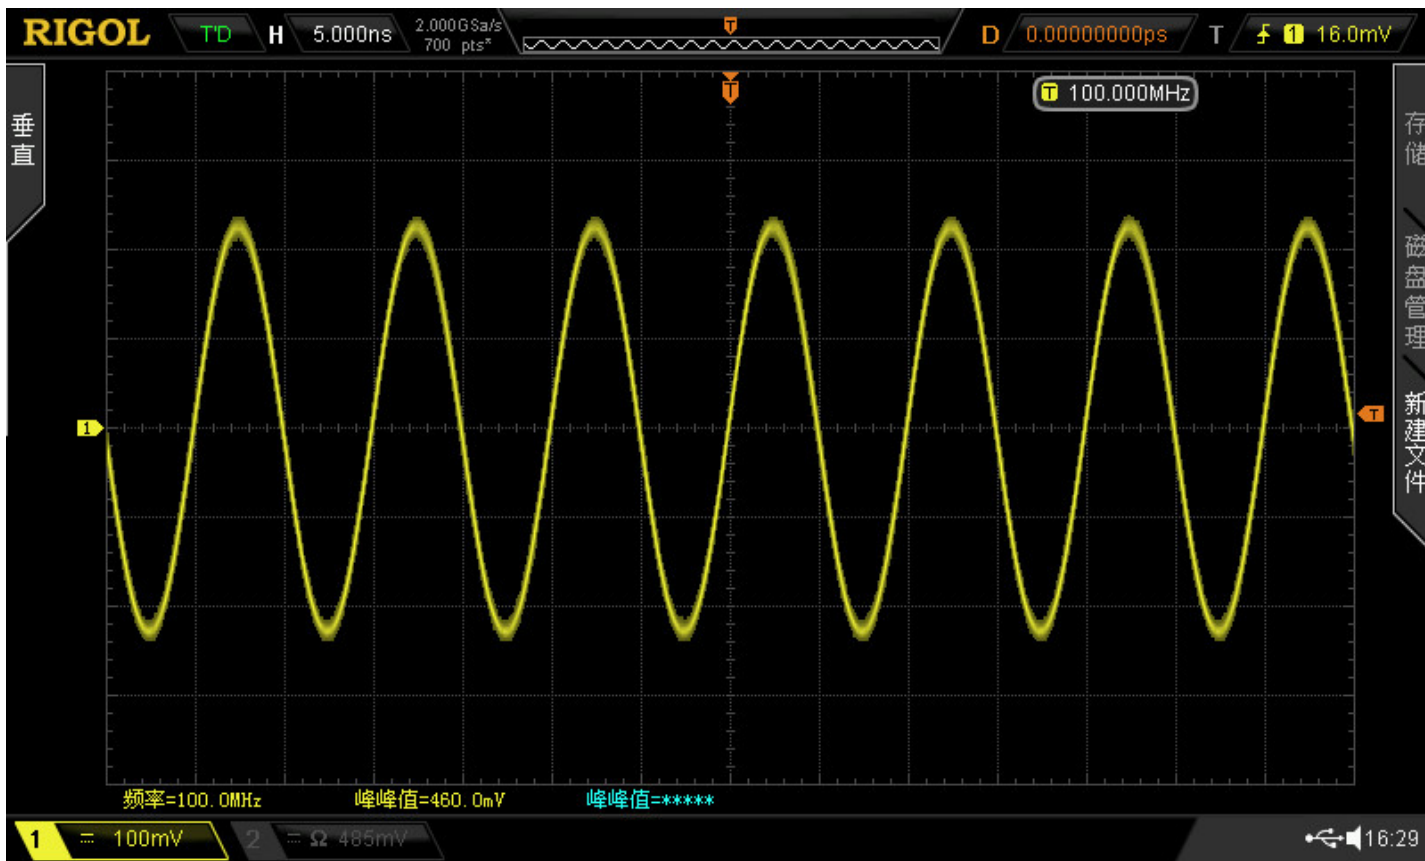 RIGOL T'D H 5.000ns 2.000GSa/s D 0.00000000ps T 1 16.0mV
700 pts*
T
T
T 100.000MHz
垂直
存储
磁盘管理
新建文件
1
T
频率=100.0MHz 峰峰值=460.0mV 峰峰值=*****
1 = 100mV 2 = Ω 485mV 16:29